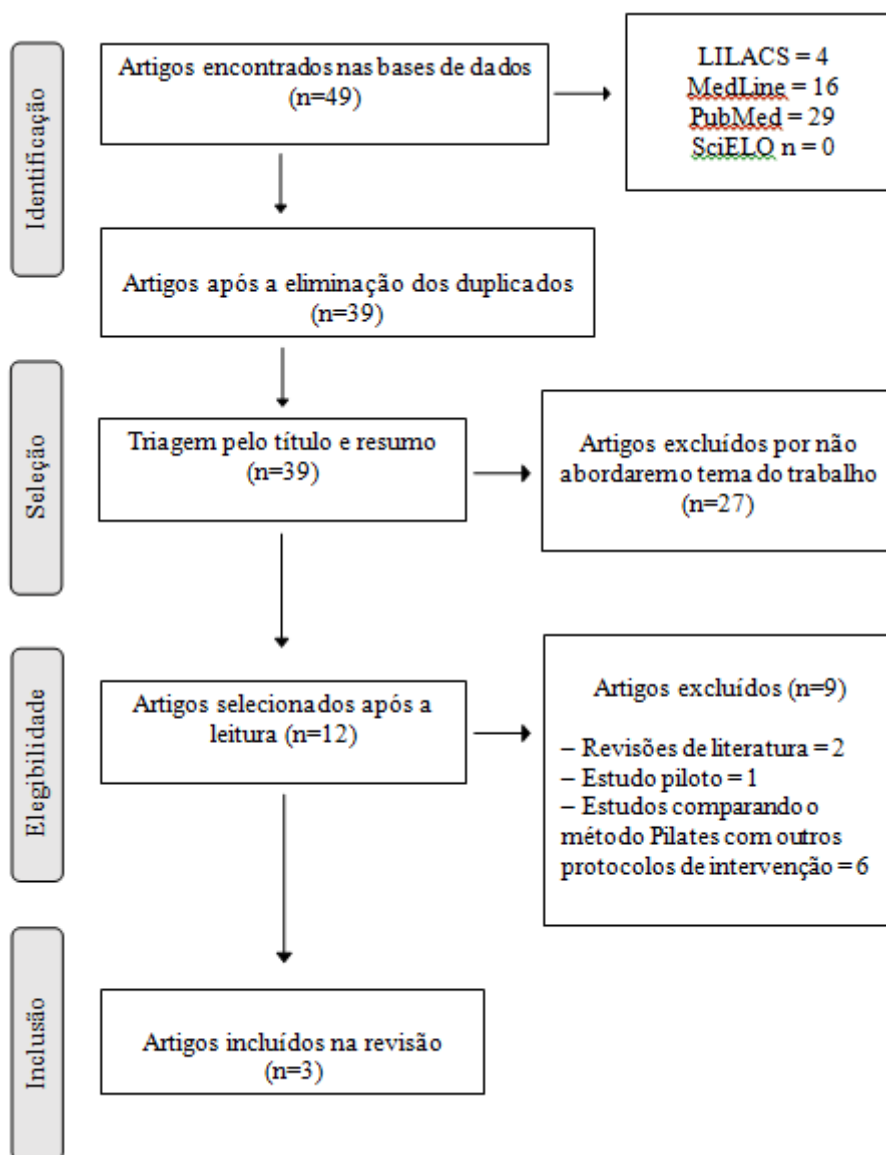 Identificação
Artigos encontrados nas bases de dados
(n=49)
LILACS = 4
MedLine = 16
PubMed = 29
SciELO n = 0
Artigos após a eliminação dos duplicados
(n=39)
Seleção
Triagem pelo título e resumo
(n=39)
Artigos excluídos por não
abordaremo tema do trabalho
(n=27)
Elegibilidade
Artigos selecionados após a
leitura (n=12)
Artigos excluídos (n=9)
– Revisões de literatura = 2
– Estudo piloto = 1
– Estudos comparando o
método Pilates com outros
protocolos de intervenção = 6
Inclusão
Artigos incluídos na revisão
(n=3)